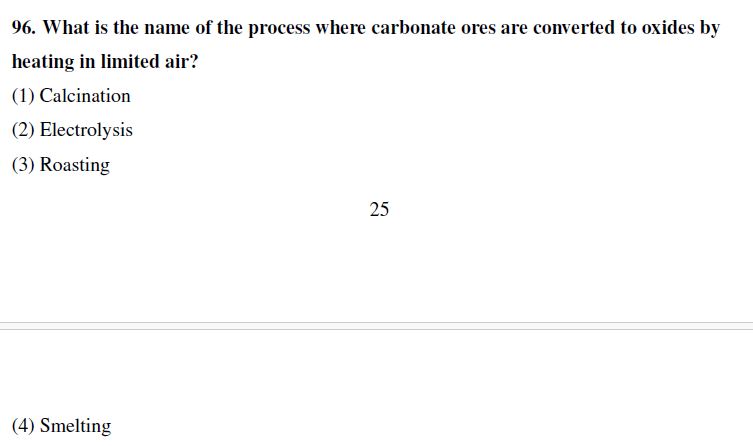 96. What is the name of the process where carbonate ores are converted to oxides by
heating in limited air?
(1) Calcination
(2) Electrolysis
(3) Roasting
25
(4) Smelting